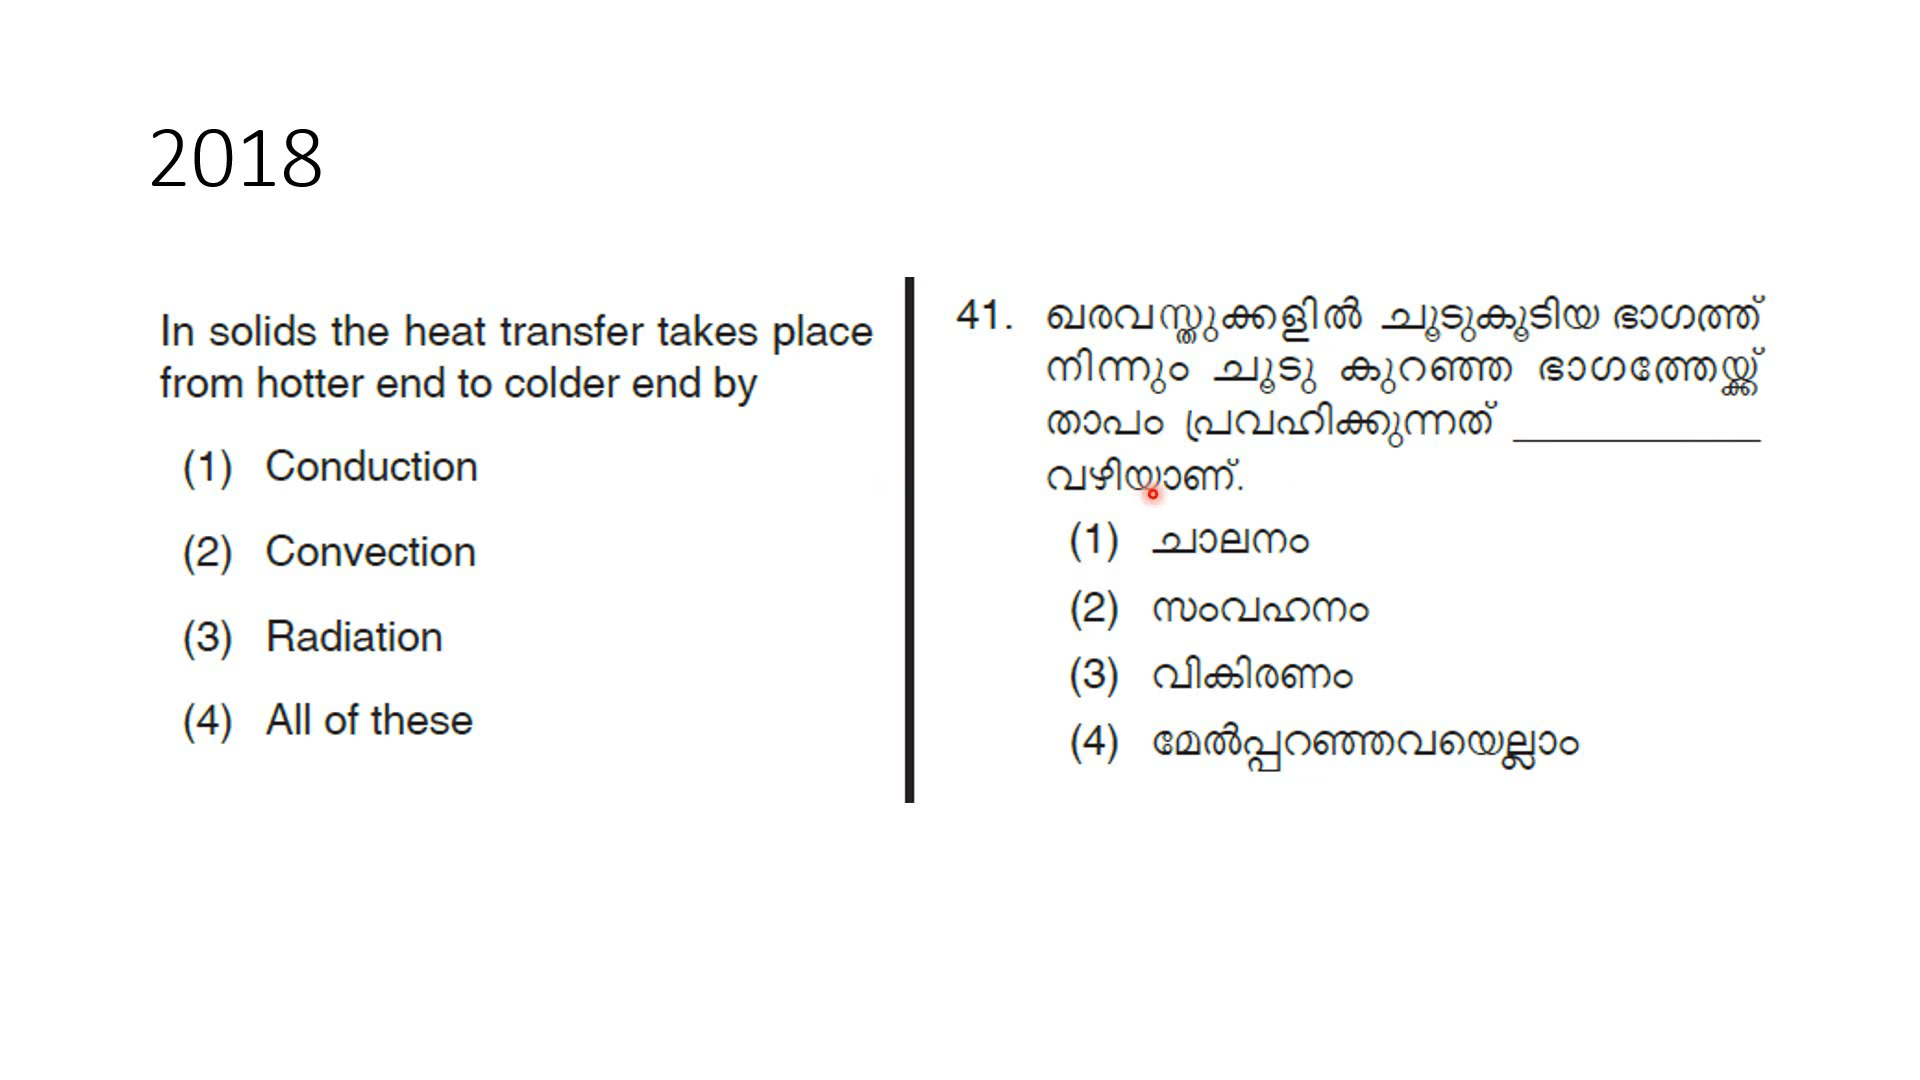 2018
In solids the heat transfer takes place
from hotter end to colder end by
(1) Conduction
(2) Convection
(3) Radiation
(4) All of these
41. ഖരവസ്തുക്കളിൽ ചൂടുകൂടിയ ഭാഗത്ത്
നിന്നും ചൂടു കുറഞ്ഞ ഭാഗത്തേയ്ക്ക്
താപം പ്രവഹിക്കുന്നത് ____________
വഴിയാണ്.
(1) ചാലനം
(2) സംവഹനം
(3) വികിരണം
(4) മേൽപ്പറഞ്ഞവയെല്ലാം